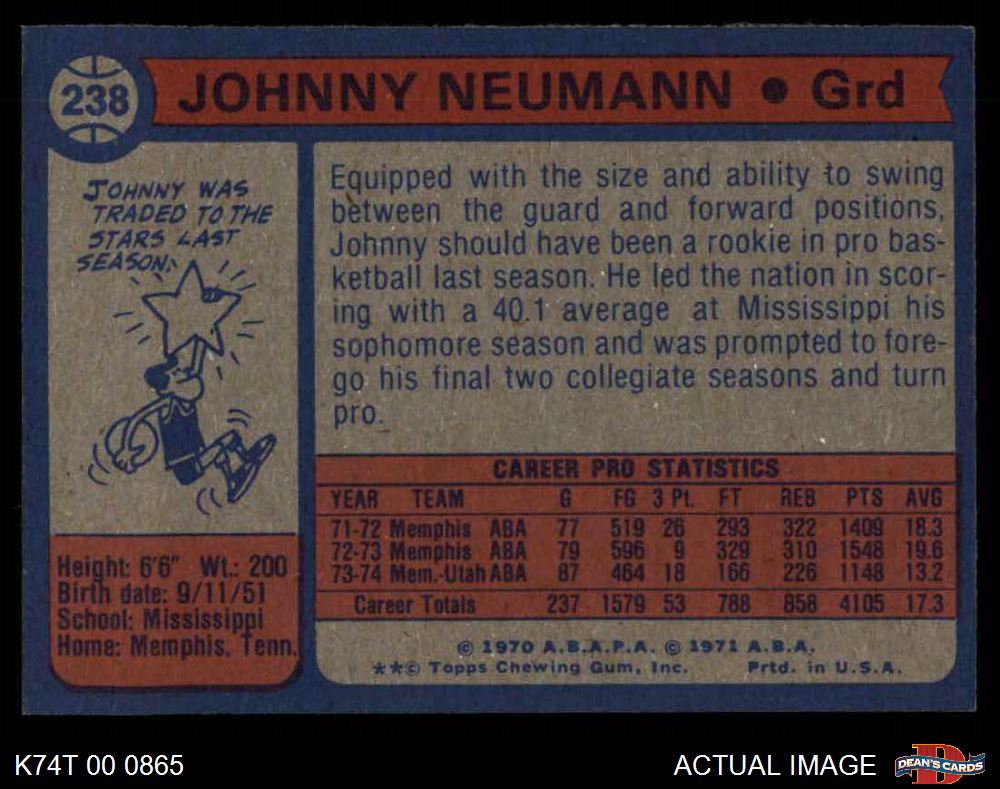 238
JOHNNY NEUMANN • Grd
JOHNNY WAS
TRADED TO THE
STARS LAST
SEASON.
Equipped with the size and ability to swing
between the guard and forward positions,
Johnny should have been a rookie in pro bas-
ketball last season. He led the nation in scor-
ing with a 40.1 average at Mississippi his
sophomore season and was prompted to fore-
go his final two collegiate seasons and turn
pro.
Height: 6'6" Wt.: 200
Birth date: 9/11/51
School: Mississippi
Home: Memphis, Tenn.
CAREER PRO STATISTICS
YEAR TEAM G FG 3 Pt. FT REB PTS AVG
71-72 Memphis ABA 77 519 26 293 322 1409 18.3
72-73 Memphis ABA 79 596 9 329 310 1548 19.6
73-74 Mem.-Utah ABA 87 464 18 166 226 1148 13.2
Career Totals 237 1579 53 788 858 4105 17.3
© 1970 A.B.A.P.A. © 1971 A.B.A.
**© Topps Chewing Gum, Inc. Prtd. in U.S.A.
K74T 00 0865
ACTUAL IMAGE
D
DEAN'S CARDS